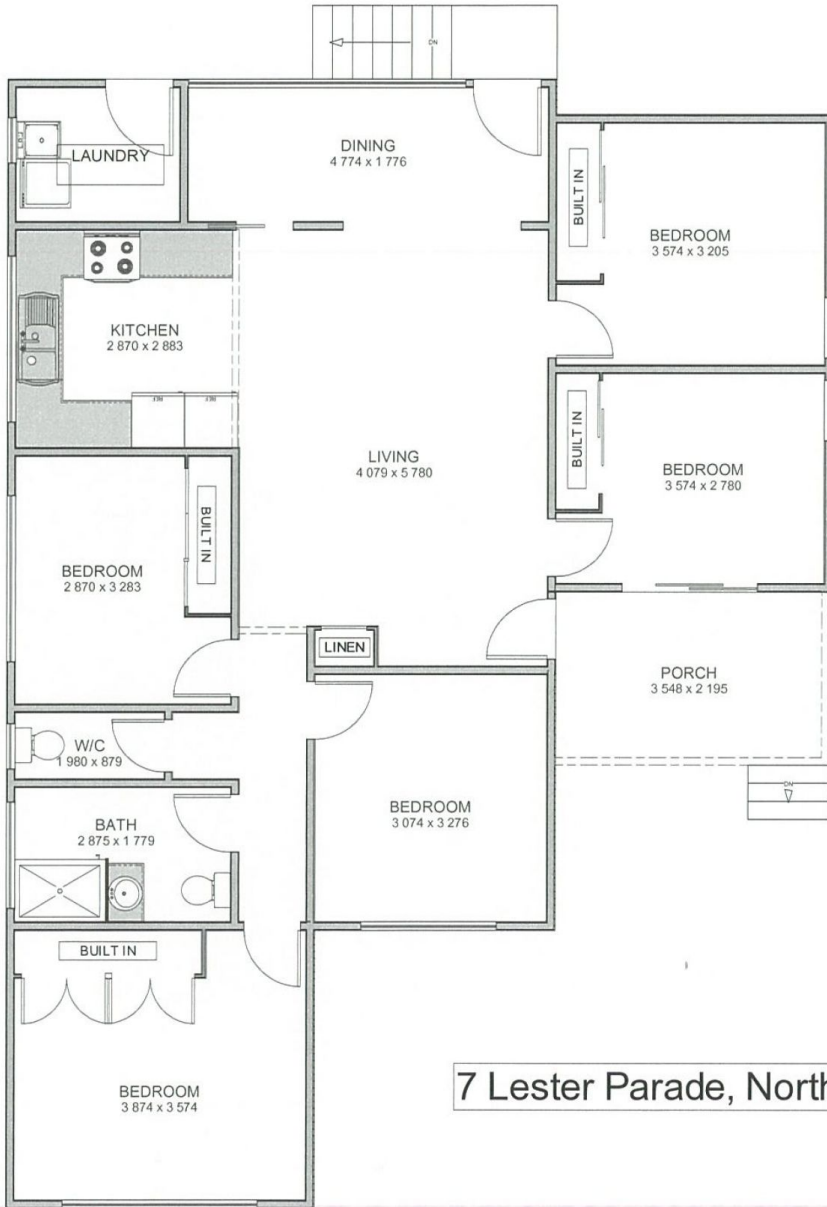 DN
LAUNDRY
DINING
4 774 x 1 776
BUILT IN
BEDROOM
3 574 x 3 205
KITCHEN
2 870 x 2 883
REF
REF
LIVING
4 079 x 5 780
BUILT IN
BEDROOM
3 574 x 2 780
BEDROOM
2 870 x 3 283
BUILT IN
LINEN
PORCH
3 548 x 2 195
W/C
1 980 x 879
DN
BEDROOM
3 074 x 3 276
BATH
2 875 x 1 779
BUILT IN
BEDROOM
3 874 x 3 574
7 Lester Parade, North